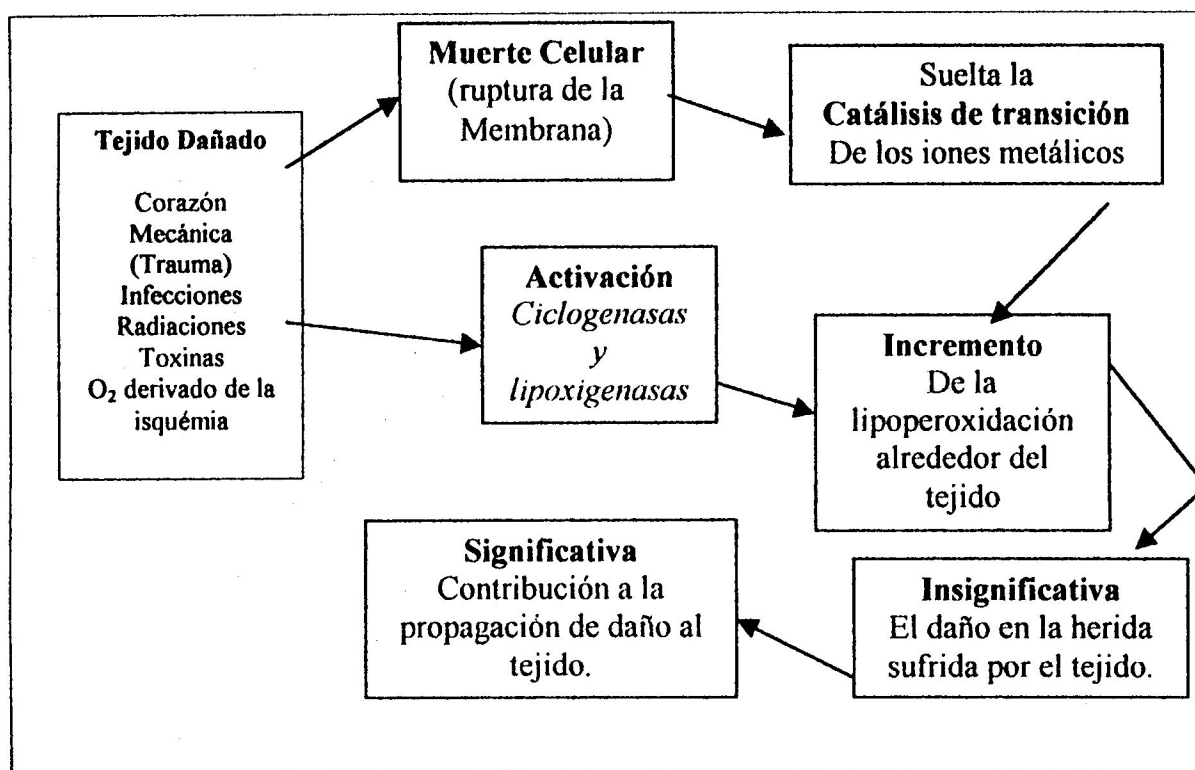 Tejido Dañado
Corazón
Mecánica
(Trauma)
Infecciones
Radiaciones
Toxinas
O₂ derivado de la
isquémia
Muerte Celular
(ruptura de la
Membrana)
Suelta la
Catálisis de transición
De los iones metálicos
Activación
Ciclogenasas
y
lipoxigenasas
Incremento
De la
lipoperoxidación
alrededor del
tejido
Insignificativa
El daño en la herida
sufrida por el tejido.
Significativa
Contribución a la
propagación de daño al
tejido.